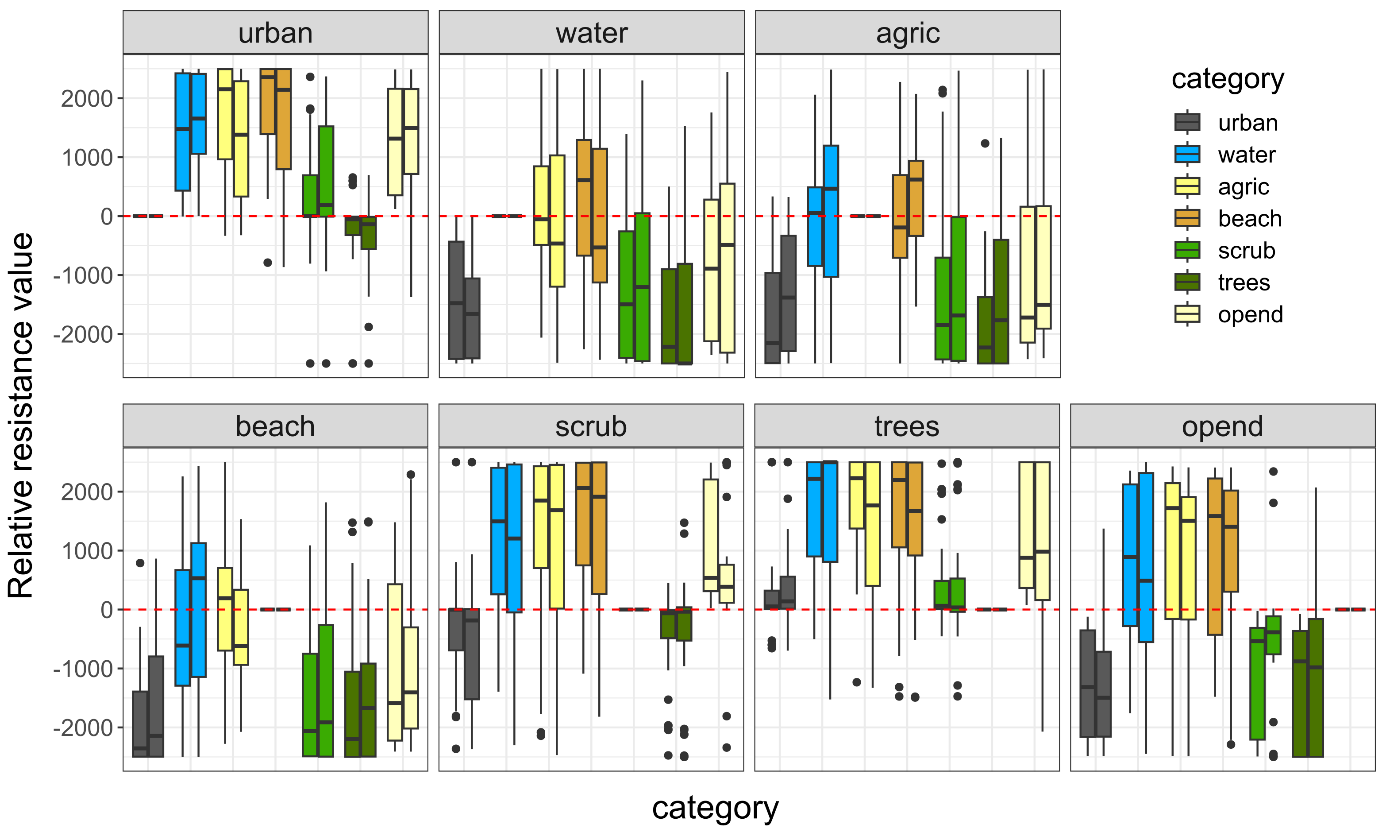 urban
water
agric
2000
1000
0
-1000
-2000
category
urban
water
agric
beach
scrub
trees
opend
Relative resistance value
beach
scrub
trees
opend
2000
1000
0
-1000
-2000
category